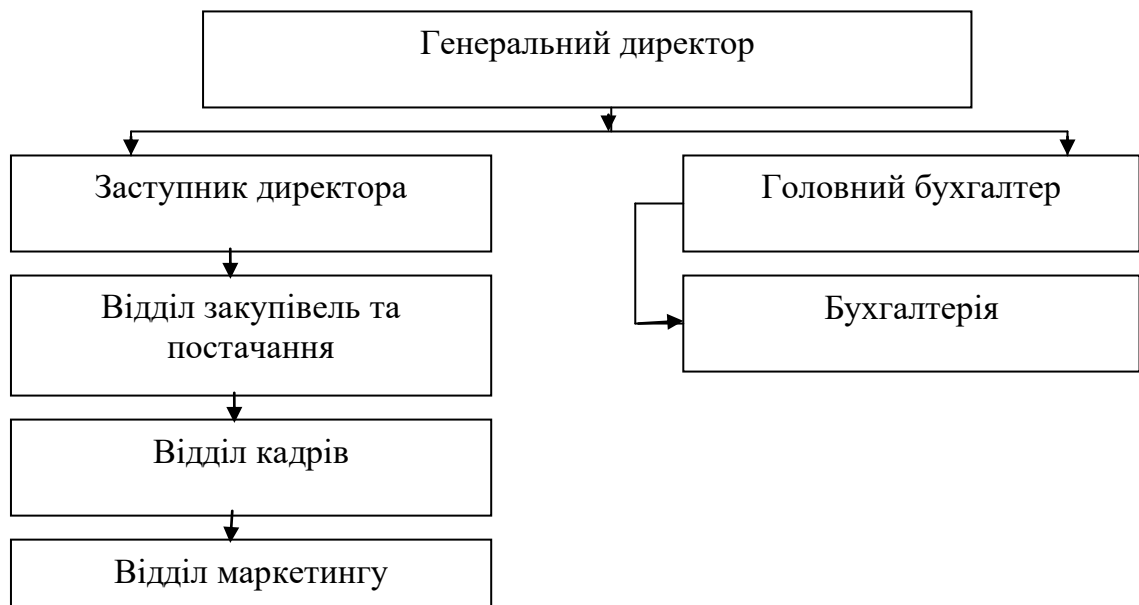 Генеральний директор
Заступник директора
Головний бухгалтер
Відділ закупівель та
постачання
Бухгалтерія
Відділ кадрів
Відділ маркетингу